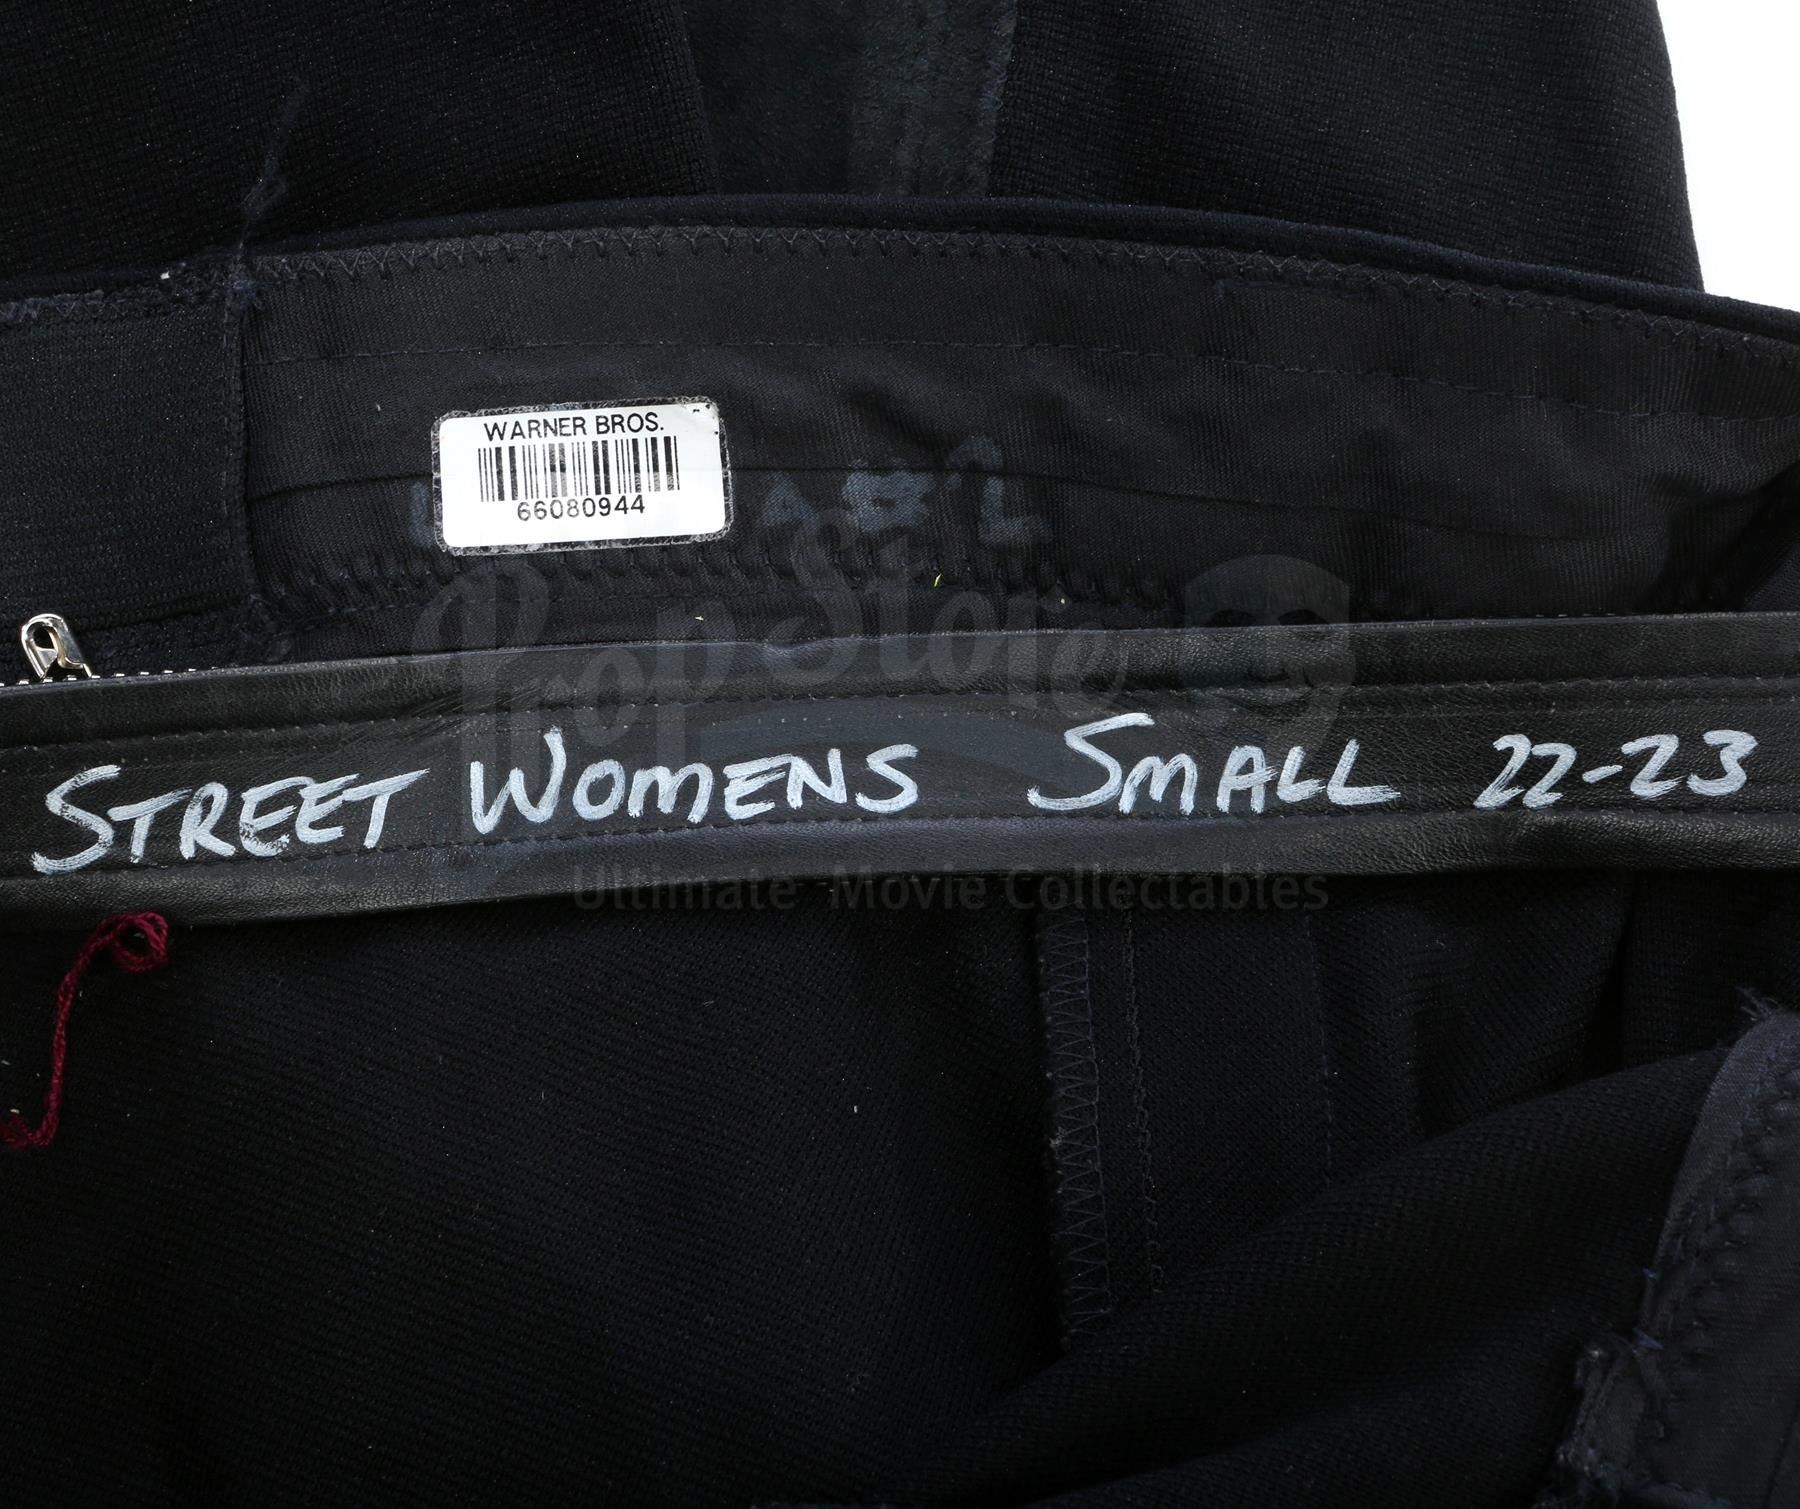 WARNER BROS.
66080944
Prop Store
STREET WOMENS SMALL 22-23
Ultimate Movie Collectables